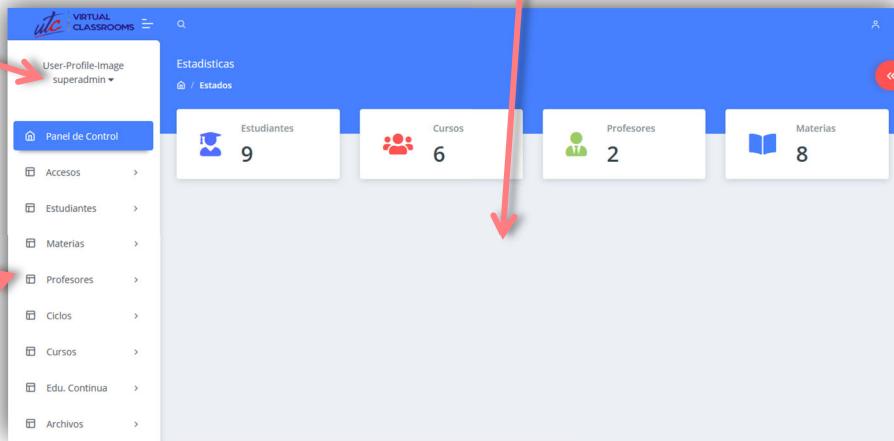 utc VIRTUAL CLASSROOMS
User-Profile-Image
superadmin
Panel de Control
Accesos
Estudiantes
Materias
Profesores
Ciclos
Cursos
Edu. Continua
Archivos
Estadisticas
/ Estados
Estudiantes
9
Cursos
6
Profesores
2
Materias
8